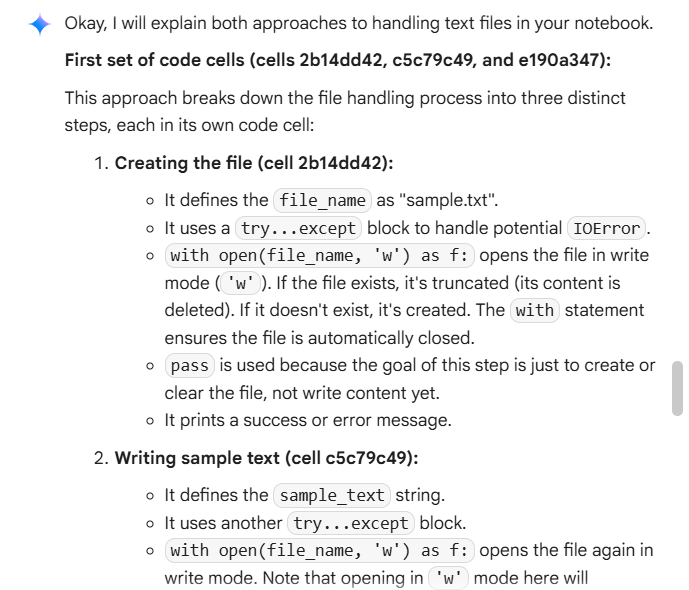 Okay, I will explain both approaches to handling text files in your notebook.
First set of code cells (cells 2b14dd42, c5c79c49, and e190a347):
This approach breaks down the file handling process into three distinct
steps, each in its own code cell:
1. Creating the file (cell 2b14dd42):
◦ It defines the file_name as "sample.txt".
◦ It uses a try...except block to handle potential IOError.
◦ with open(file_name, 'w') as f: opens the file in write
mode ('w'). If the file exists, it's truncated (its content is
deleted). If it doesn't exist, it's created. The with statement
ensures the file is automatically closed.
◦ pass is used because the goal of this step is just to create or
clear the file, not write content yet.
◦ It prints a success or error message.
2. Writing sample text (cell c5c79c49):
◦ It defines the sample_text string.
◦ It uses another try...except block.
◦ with open(file_name, 'w') as f: opens the file again in
write mode. Note that opening in 'w' mode here will